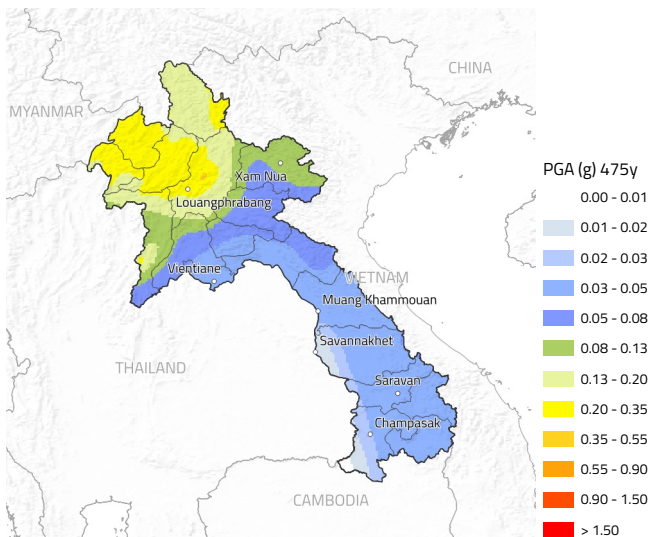 CHINA
MYANMAR
Xam Nua
Louangphrabang
Vientiane
VIETNAM
Muang Khammouan
Savannakhet
THAILAND
Saravan
Champasak
CAMBODIA
PGA (g) 475y
0.00 - 0.01
0.01 - 0.02
0.02 - 0.03
0.03 - 0.05
0.05 - 0.08
0.08 - 0.13
0.13 - 0.20
0.20 - 0.35
0.35 - 0.55
0.55 - 0.90
0.90 - 1.50
> 1.50